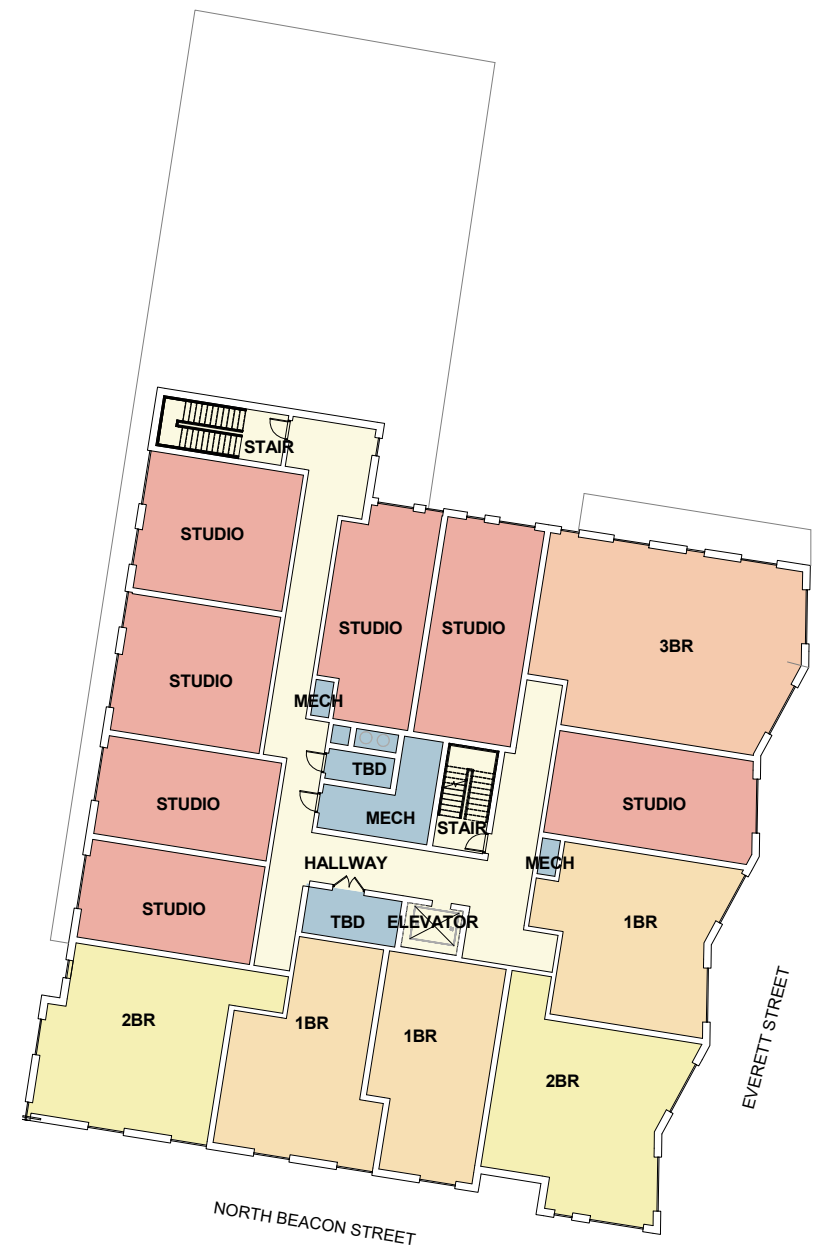 STAIR
STUDIO
STUDIO
STUDIO
STUDIO
3BR
STUDIO
MECH
TBD
STUDIO
STUDIO
MECH
STAIR
HALLWAY
MECH
STUDIO
TBD
ELEVATOR
1BR
2BR
1BR
1BR
2BR
EVERETT STREET
NORTH BEACON STREET